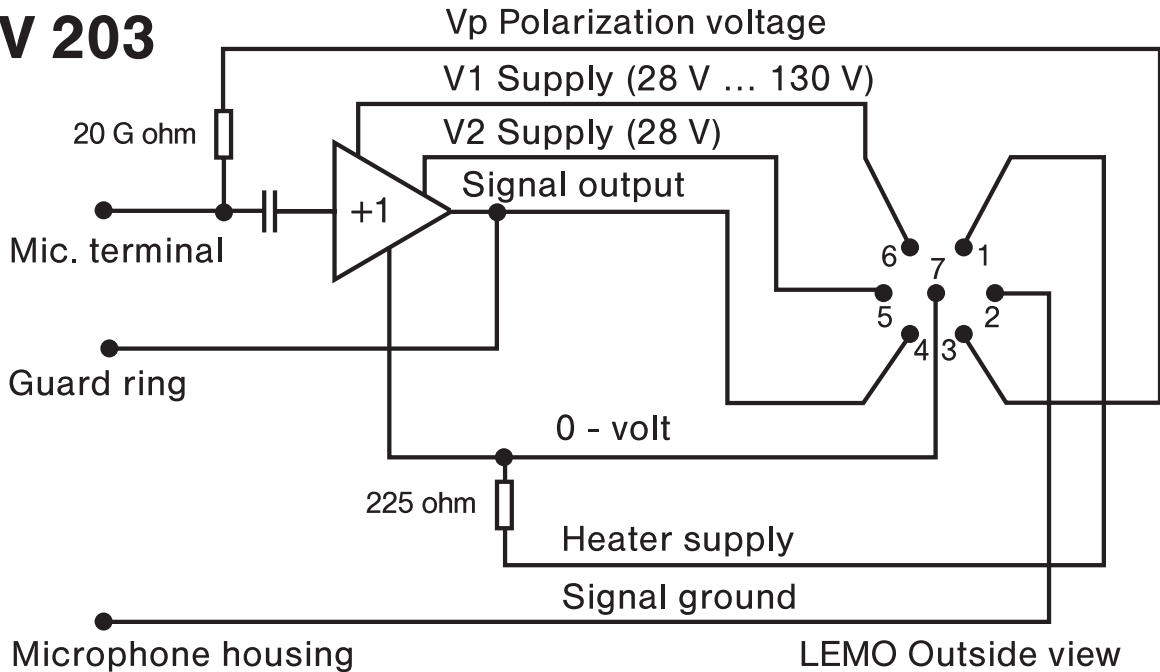 V 203
Vp Polarization voltage
V1 Supply (28 V ... 130 V)
20 G ohm
V2 Supply (28 V)
Signal output
+1
Mic. terminal
6
7
1
5
2
4
3
Guard ring
0 - volt
225 ohm
Heater supply
Signal ground
Microphone housing
LEMO Outside view